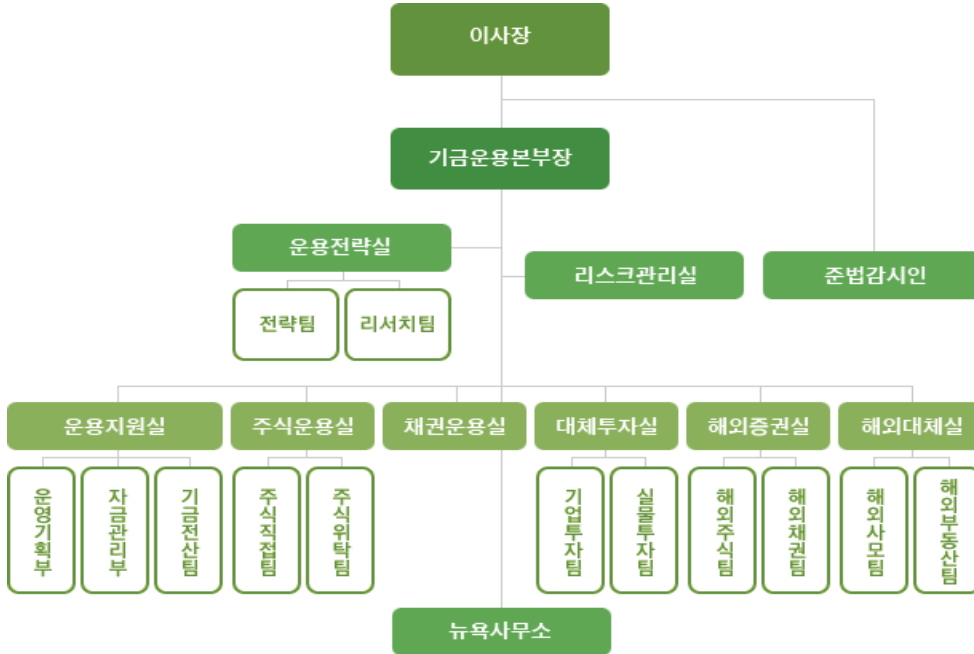 이사장
기금운용본부장
운용전략실
리스크관리실
준법감시인
전략팀
리서치팀
운용지원실
주식운용실
채권운용실
대체투자실
해외증권실
해외대체실
운영기획부
자금관리부
기금전산팀
주식직접팀
주식위탁팀
기업투자팀
실물투자팀
해외주식팀
해외채권팀
해외사모팀
해외부동산팀
뉴욕사무소